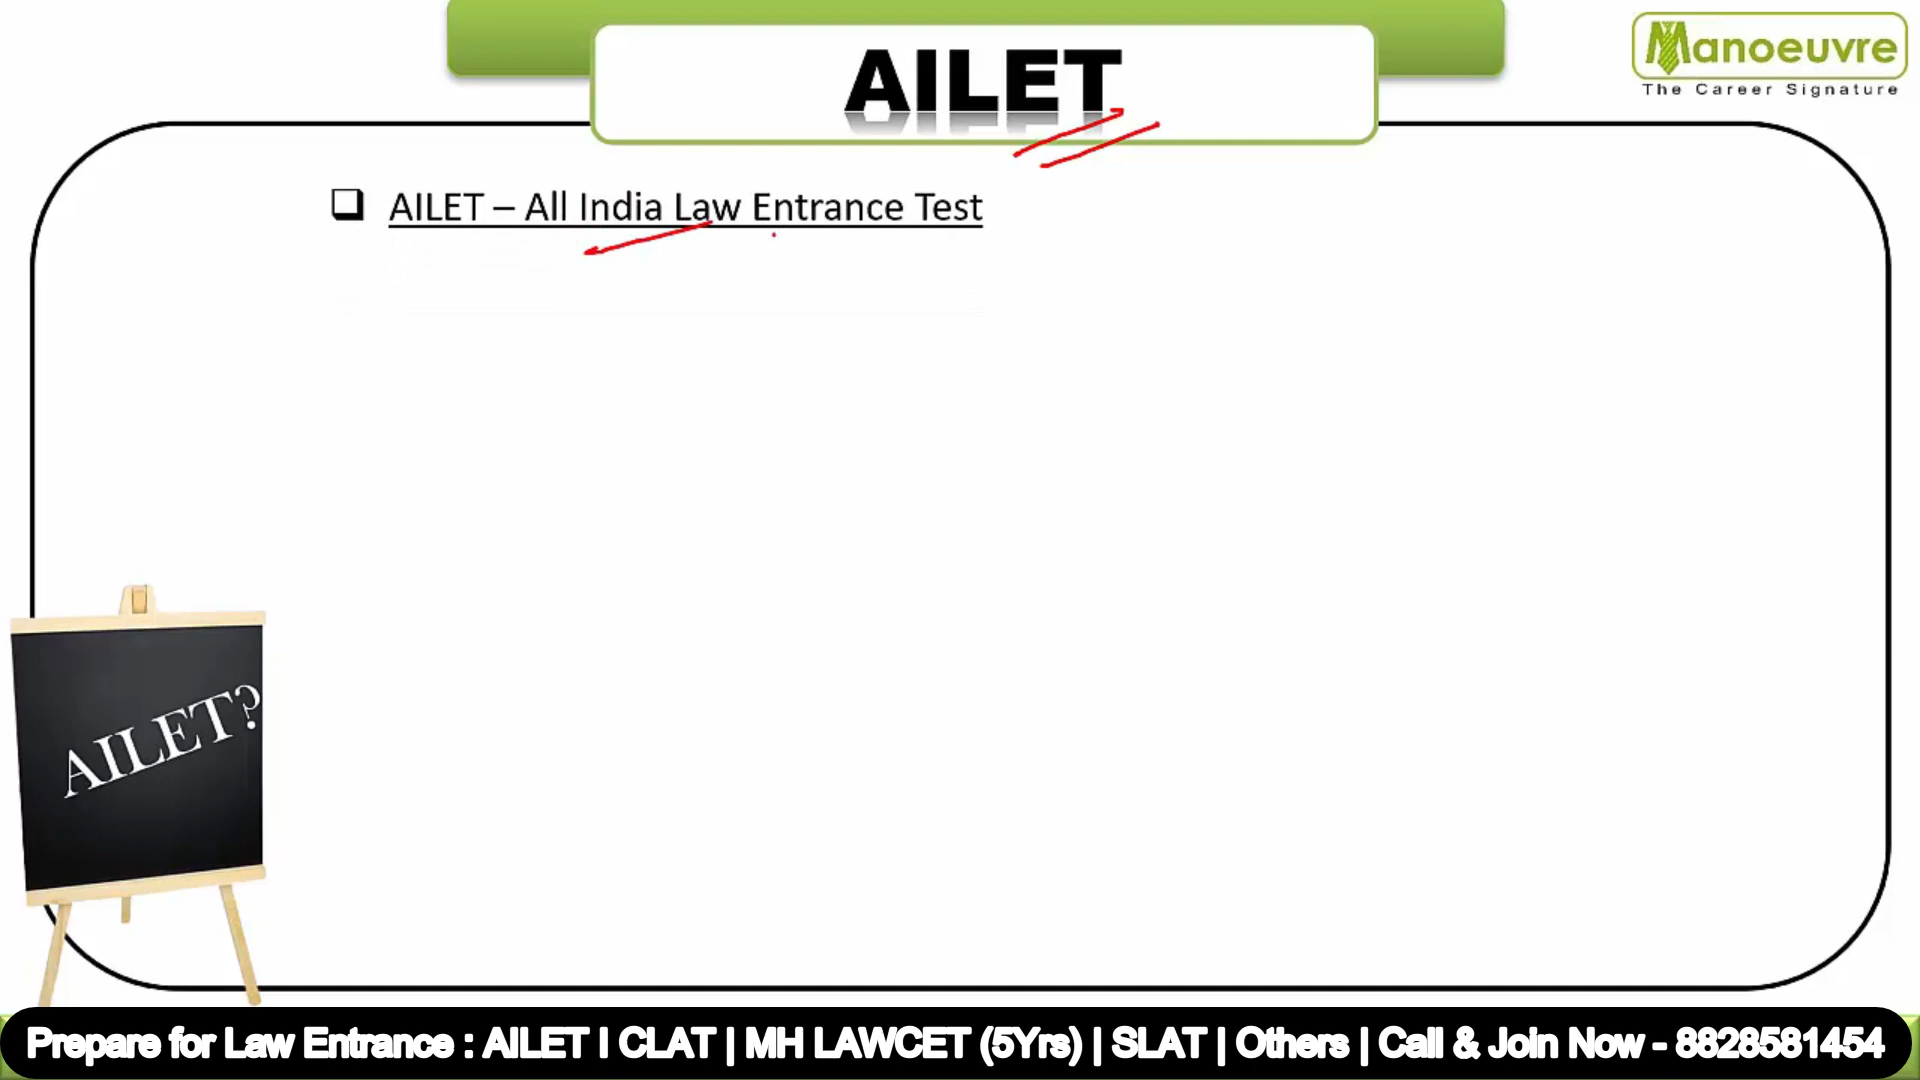 AILET
Manoeuvre
The Career Signature
AILET – All India Law Entrance Test
AILET?
Prepare for Law Entrance : AILET I CLAT | MH LAWCET (5Yrs) | SLAT | Others | Call & Join Now - 8828581454